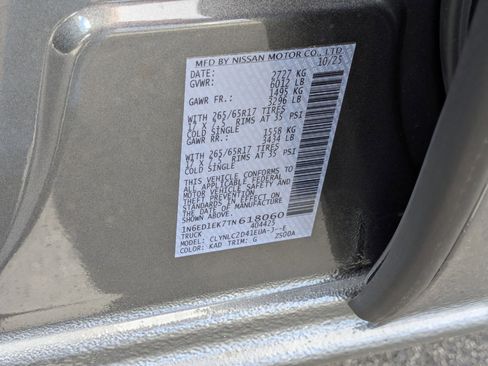 MFD BY NISSAN MOTOR CO., LTD.
DATE: 10/25
GVWR: 2727 KG
6012 LB
GAWR FR.: 1495 KG
3296 LB
WITH 265/65R17 TIRES
17 X 7.5 RIMS AT 35 PSI
COLD SINGLE
GAWR RR.: 1558 KG
3434 LB
WITH 265/65R17 TIRES
17 X 7.5 RIMS AT 35 PSI
COLD SINGLE
THIS VEHICLE CONFORMS TO
ALL APPLICABLE FEDERAL
MOTOR VEHICLE SAFETY AND
THEFT PREVENTION
STANDARDS IN EFFECT ON
THE DATE OF MANUFACTURE
SHOWN ABOVE.
1N6ED1EK7TN618060
TRUCK 4D4425
MODEL: CLYNLC2D41EUA-J--E
COLOR: KAD TRIM: G 2S00A